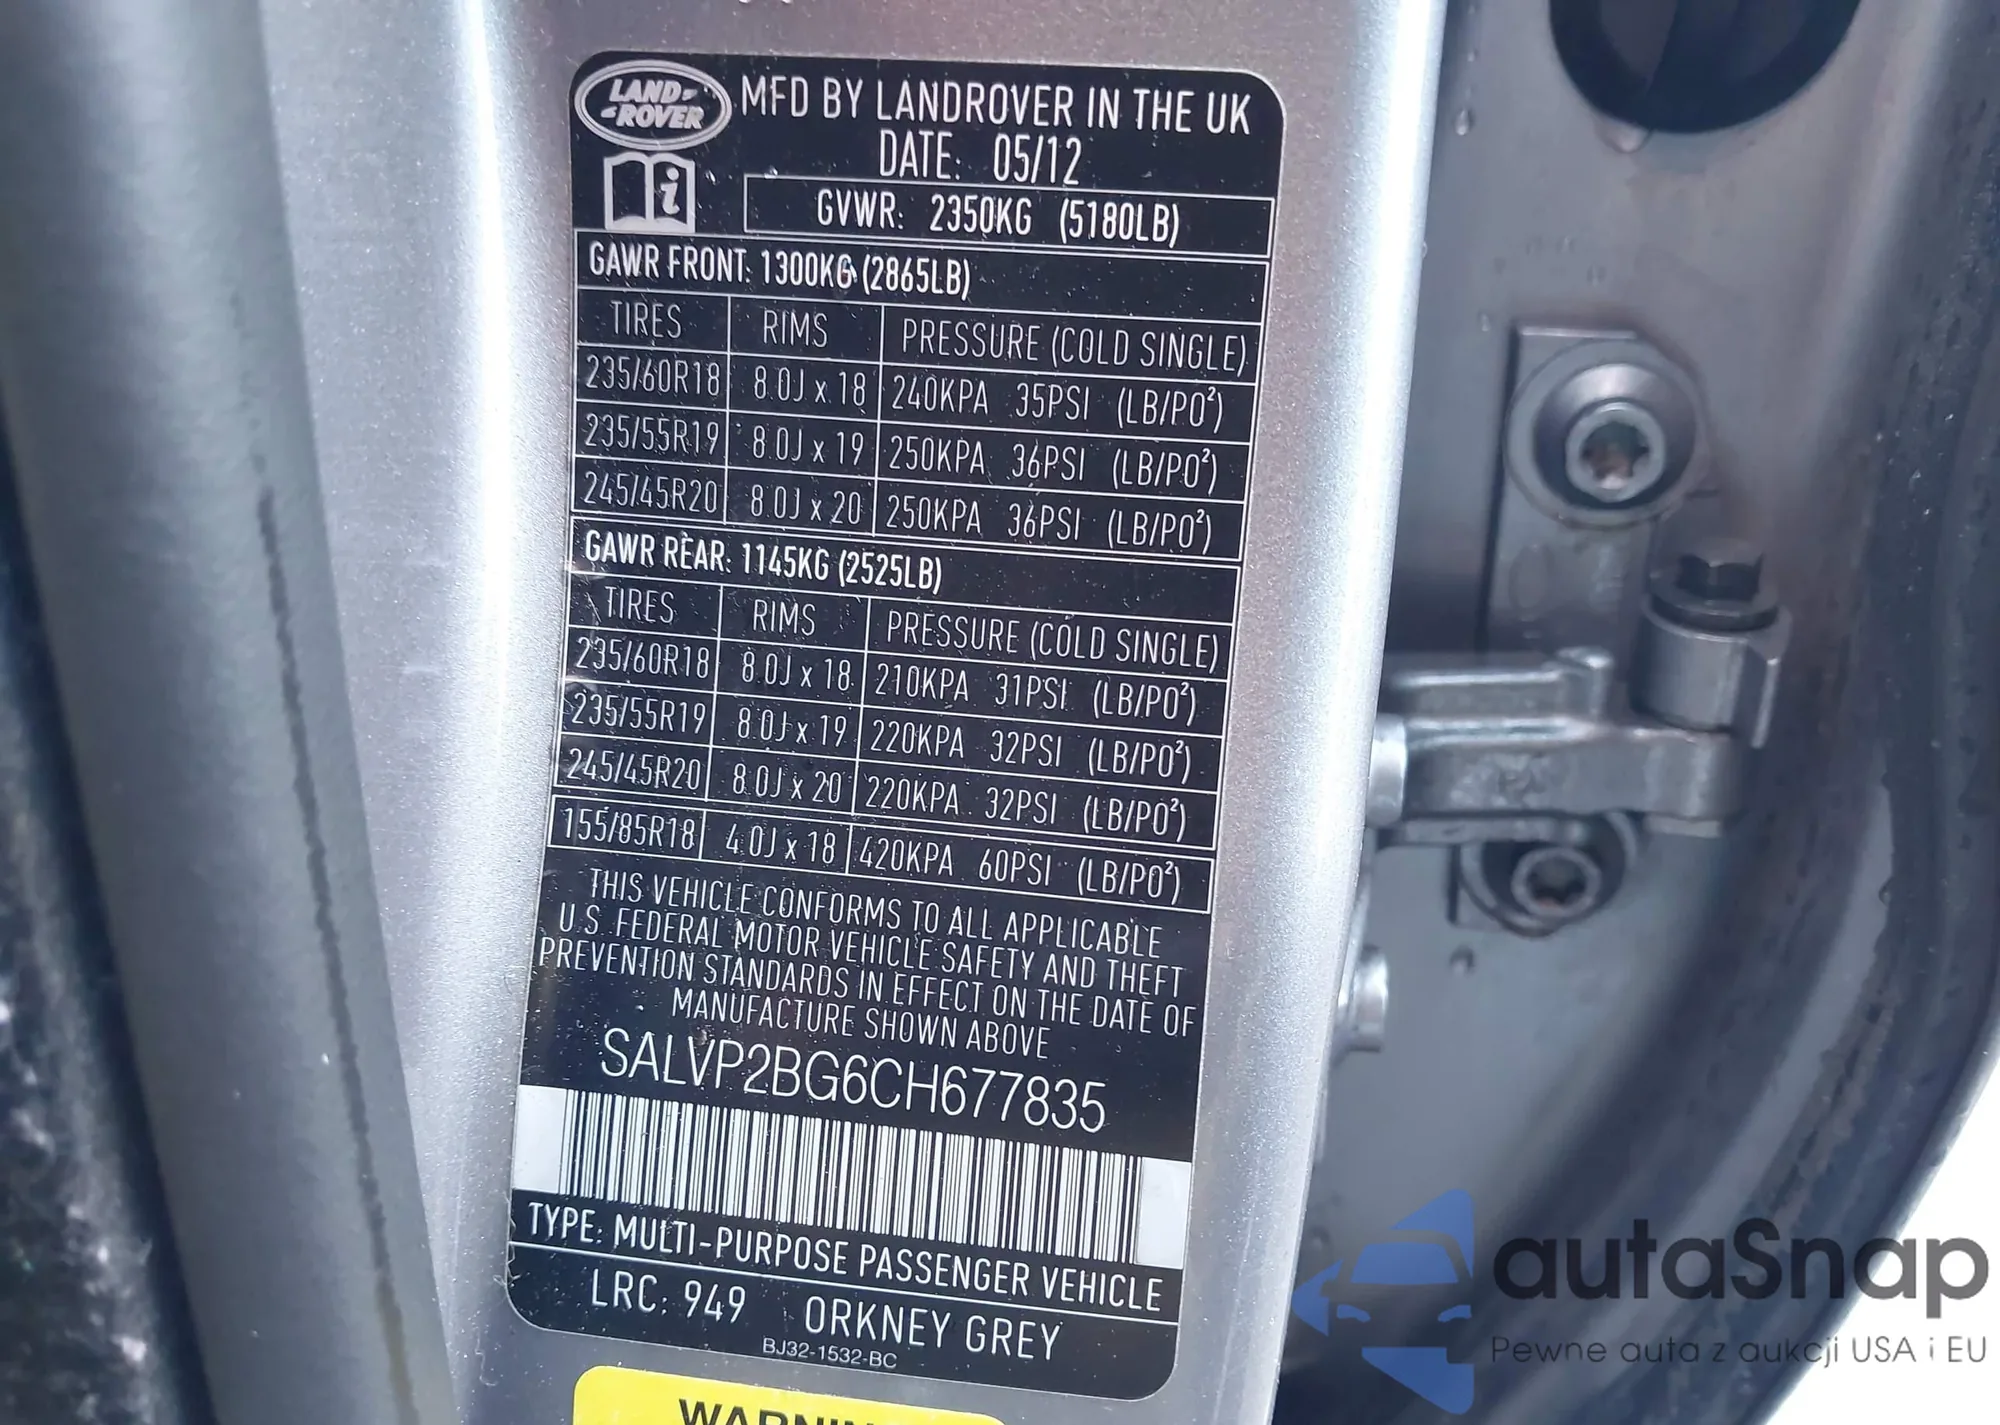 LAND-
-ROVER
MFD BY LANDROVER IN THE UK
DATE: 05/12
GVWR: 2350KG (5180LB)
GAWR FRONT: 1300KG (2865LB)
TIRES RIMS PRESSURE (COLD SINGLE)
235/60R18 8.0J x 18 240KPA 35PSI (LB/PO²)
235/55R19 8.0J x 19 250KPA 36PSI (LB/PO²)
245/45R20 8.0J x 20 250KPA 36PSI (LB/PO²)
GAWR REAR: 1145KG (2525LB)
TIRES RIMS PRESSURE (COLD SINGLE)
235/60R18 8.0J x 18 210KPA 31PSI (LB/PO²)
235/55R19 8.0J x 19 220KPA 32PSI (LB/PO²)
245/45R20 8.0J x 20 220KPA 32PSI (LB/PO²)
155/85R18 4.0J x 18 420KPA 60PSI (LB/PO²)
THIS VEHICLE CONFORMS TO ALL APPLICABLE
U.S. FEDERAL MOTOR VEHICLE SAFETY AND THEFT
PREVENTION STANDARDS IN EFFECT ON THE DATE OF
MANUFACTURE SHOWN ABOVE
SALVP2BG6CH677835
TYPE: MULTI-PURPOSE PASSENGER VEHICLE
LRC: 949 ORKNEY GREY
BJ32-1532-BC
WARNING
autaSnap
Pewne auta z aukcji USA i EU